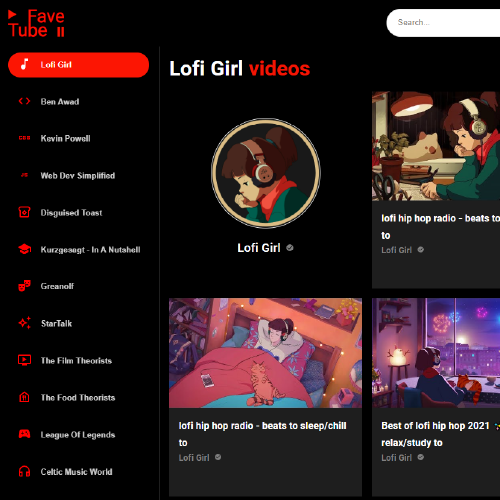 Fave
Tube
Search...
Lofi Girl
Ben Awad
Kevin Powell
Web Dev Simplified
Disguised Toast
Kurzgesagt - In A Nutshell
Greanolf
StarTalk
The Film Theorists
The Food Theorists
League Of Legends
Celtic Music World
Lofi Girl videos
Lofi Girl
lofi hip hop radio - beats to
to
Lofi Girl
lofi hip hop radio - beats to sleep/chill
to
Lofi Girl
Best of lofi hip hop 2021
relax/study to
Lofi Girl